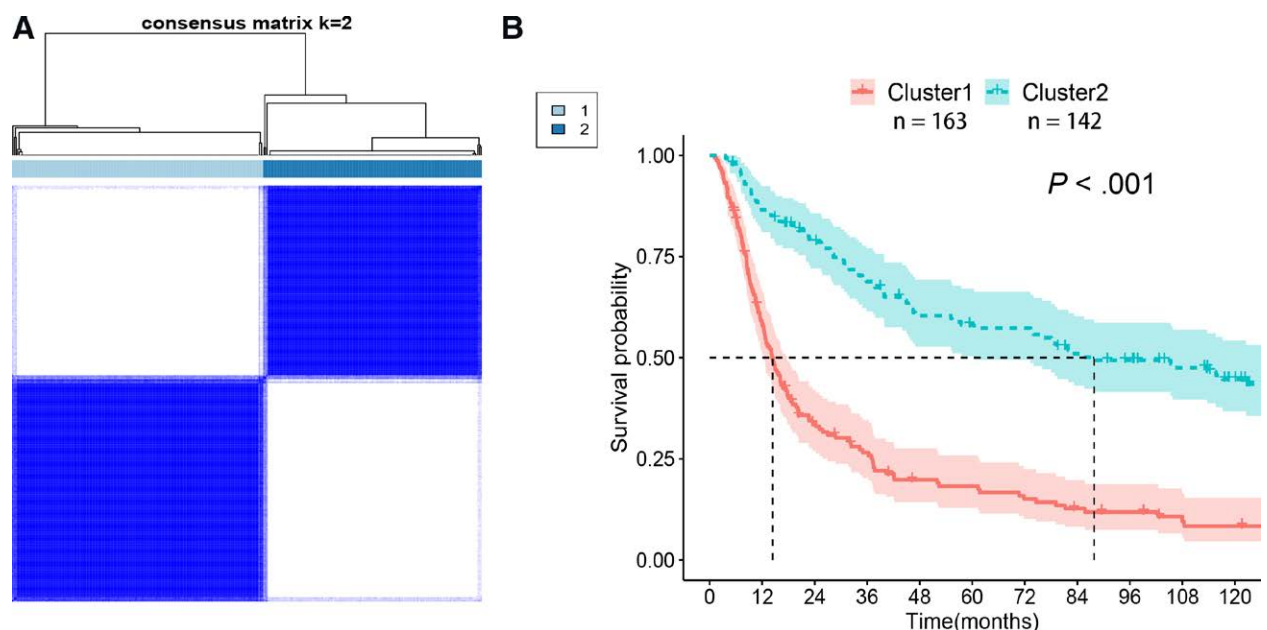 A
consensus matrix k=2
1
2
B
Cluster1 Cluster2
n = 163 n = 142
P < .001
Survival probability
1.00
0.75
0.50
0.25
0.00
0 12 24 36 48 60 72 84 96 108 120
Time(months)